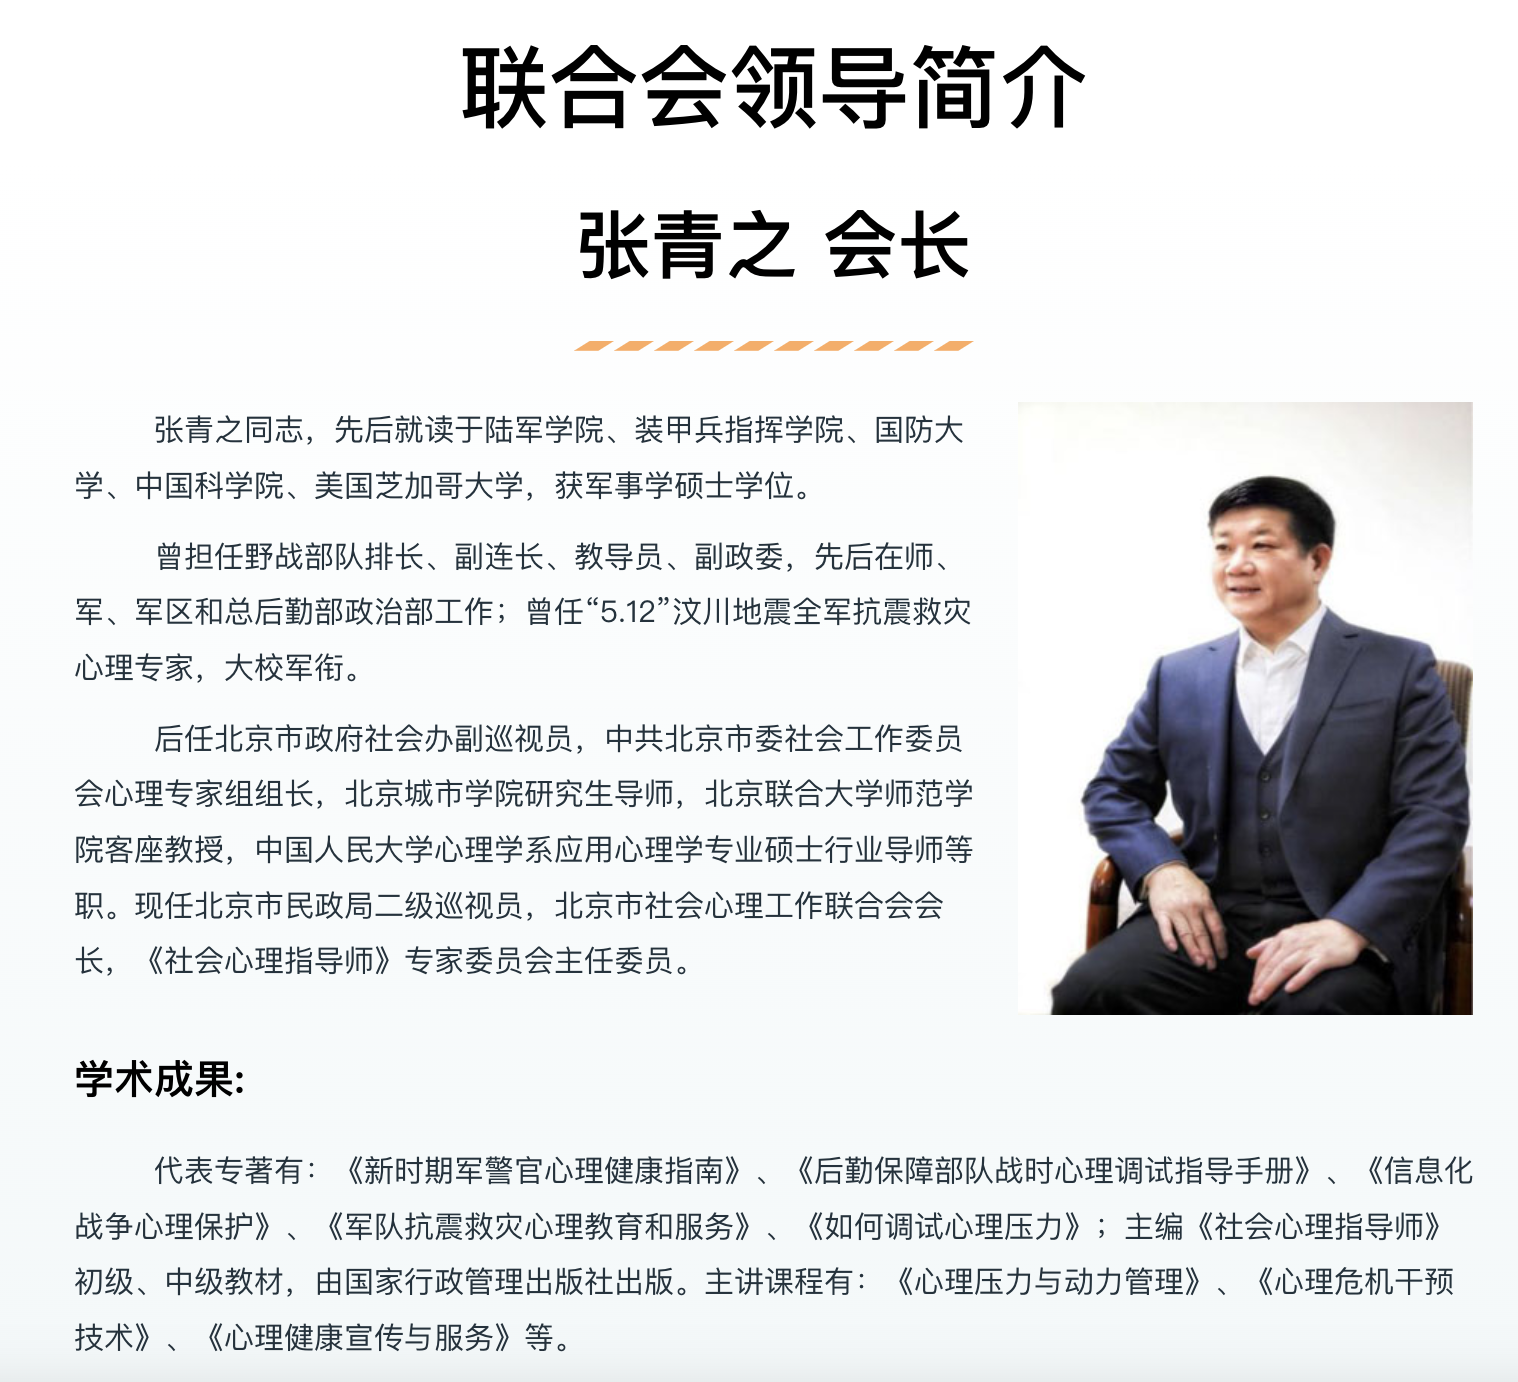 联合会领导简介
张青之 会长
张青之同志，先后就读于陆军学院、装甲兵指挥学院、国防大
学、中国科学院、美国芝加哥大学，获军事学硕士学位。
曾担任野战部队排长、副连长、教导员、副政委，先后在师、
军、军区和总后勤部政治部工作；曾任“5.12”汶川地震全军抗震救灾
心理专家，大校军衔。
后任北京市政府社会办副巡视员，中共北京市委社会工作委员
会心理专家组组长，北京城市学院研究生导师，北京联合大学师范学
院客座教授，中国人民大学心理学系应用心理学专业硕士行业导师等
职。现任北京市民政局二级巡视员，北京市社会心理工作联合会会
长，《社会心理指导师》专家委员会主任委员。
学术成果:
代表专著有：《新时期军警官心理健康指南》、《后勤保障部队战时心理调试指导手册》、《信息化
战争心理保护》、《军队抗震救灾心理教育和服务》、《如何调试心理压力》；主编《社会心理指导师》
初级、中级教材，由国家行政管理出版社出版。主讲课程有：《心理压力与动力管理》、《心理危机干预
技术》、《心理健康宣传与服务》等。